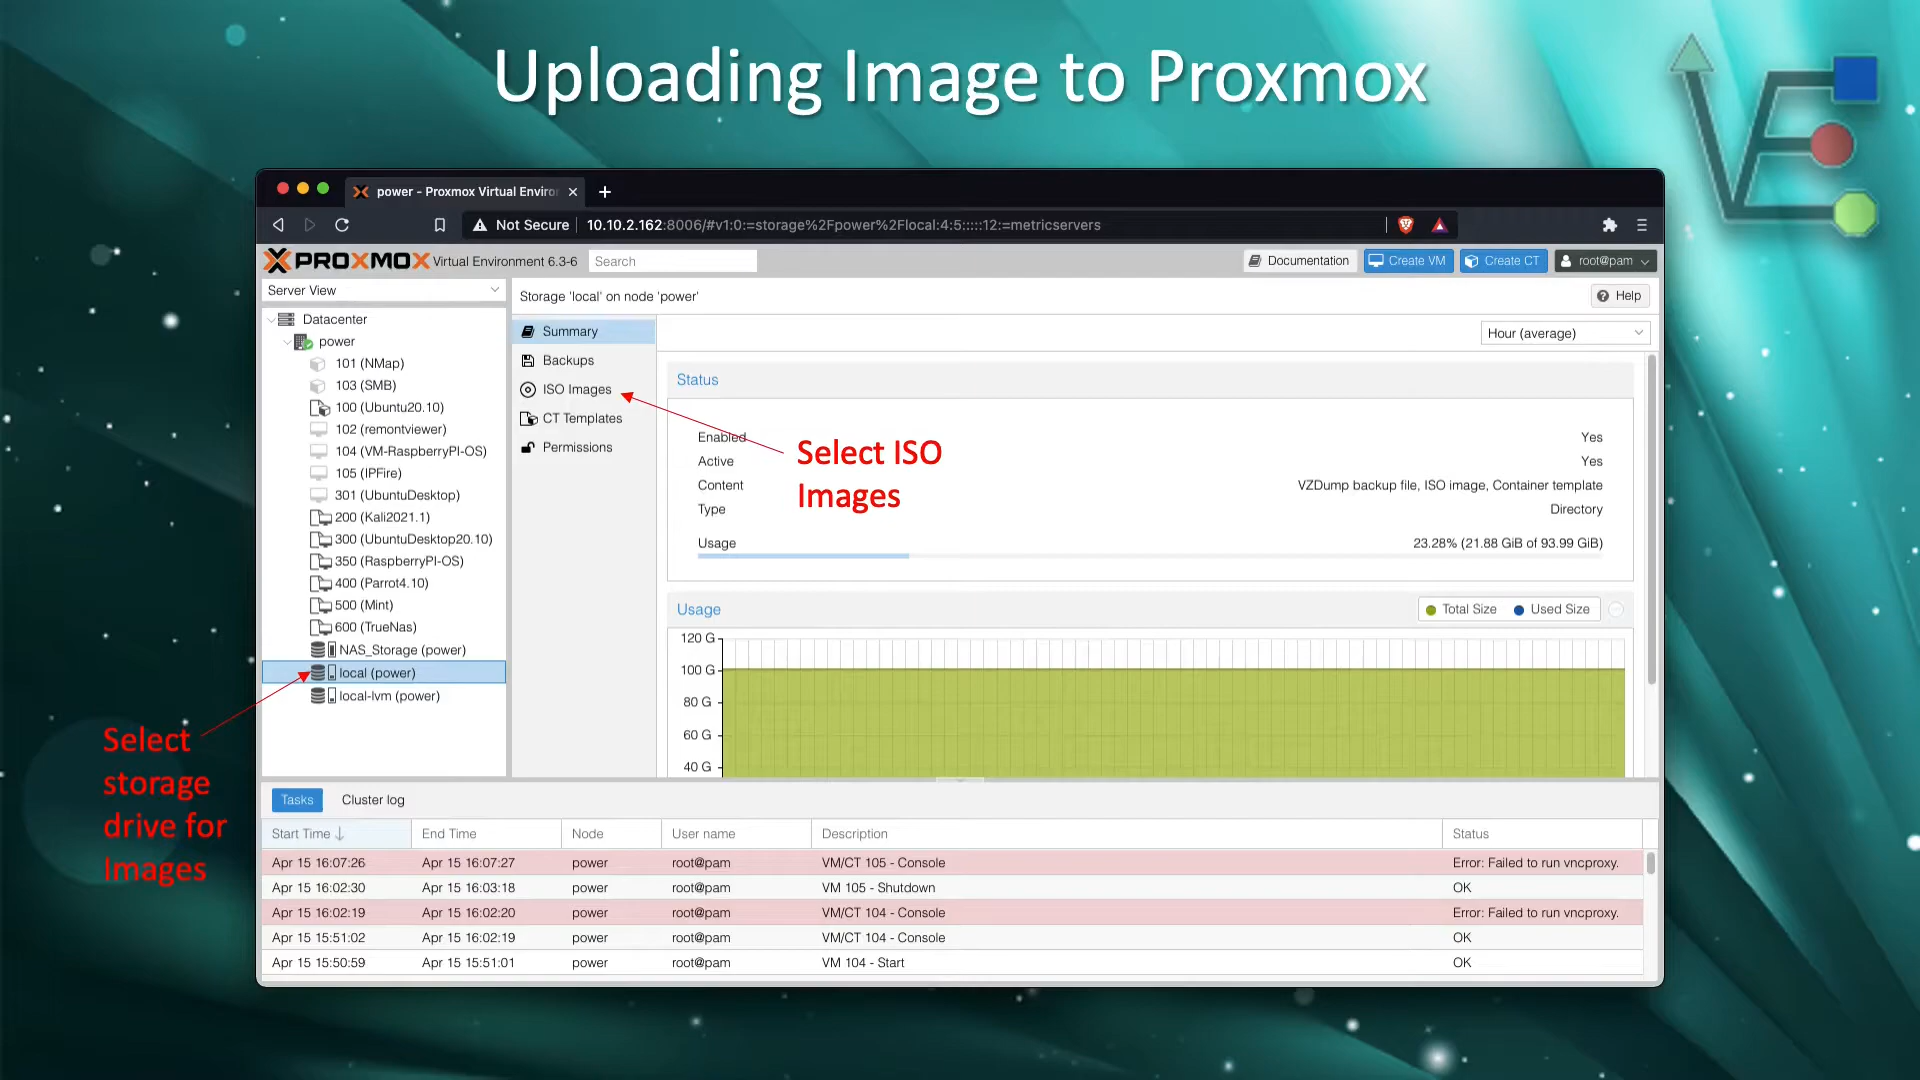 Uploading Image to Proxmox
power - Proxmox Virtual Enviro
Not Secure 10.10.2.162:8006/#v1:0:=storage%2Fpower%2Flocal:4:5:::::12:=metricservers
PROXMOX Virtual Environment 6.3-6 Search Documentation Create VM Create CT root@pam
Server View
Storage 'local' on node 'power' Help
Datacenter
power
101 (NMap)
103 (SMB)
100 (Ubuntu20.10)
102 (remontviewer)
104 (VM-RaspberryPI-OS)
105 (IPFire)
301 (UbuntuDesktop)
200 (Kali2021.1)
300 (UbuntuDesktop20.10)
350 (RaspberryPI-OS)
400 (Parrot4.10)
500 (Mint)
600 (TrueNas)
NAS_Storage (power)
local (power)
local-lvm (power)
Summary
Backups
ISO Images
CT Templates
Permissions
Hour (average)
Status
Enabled Yes
Active Yes
Content VZDump backup file, ISO image, Container template
Type Directory
Usage 23.28% (21.88 GiB of 93.99 GiB)
Select ISO
Images
Usage Total Size Used Size
120 G
100 G
80 G
60 G
40 G
Select
storage
drive for
Images
Tasks Cluster log
Start Time End Time Node User name Description Status
Apr 15 16:07:26 Apr 15 16:07:27 power root@pam VM/CT 105 - Console Error: Failed to run vncproxy.
Apr 15 16:02:30 Apr 15 16:03:18 power root@pam VM 105 - Shutdown OK
Apr 15 16:02:19 Apr 15 16:02:20 power root@pam VM/CT 104 - Console Error: Failed to run vncproxy.
Apr 15 15:51:02 Apr 15 16:02:19 power root@pam VM/CT 104 - Console OK
Apr 15 15:50:59 Apr 15 15:51:01 power root@pam VM 104 - Start OK